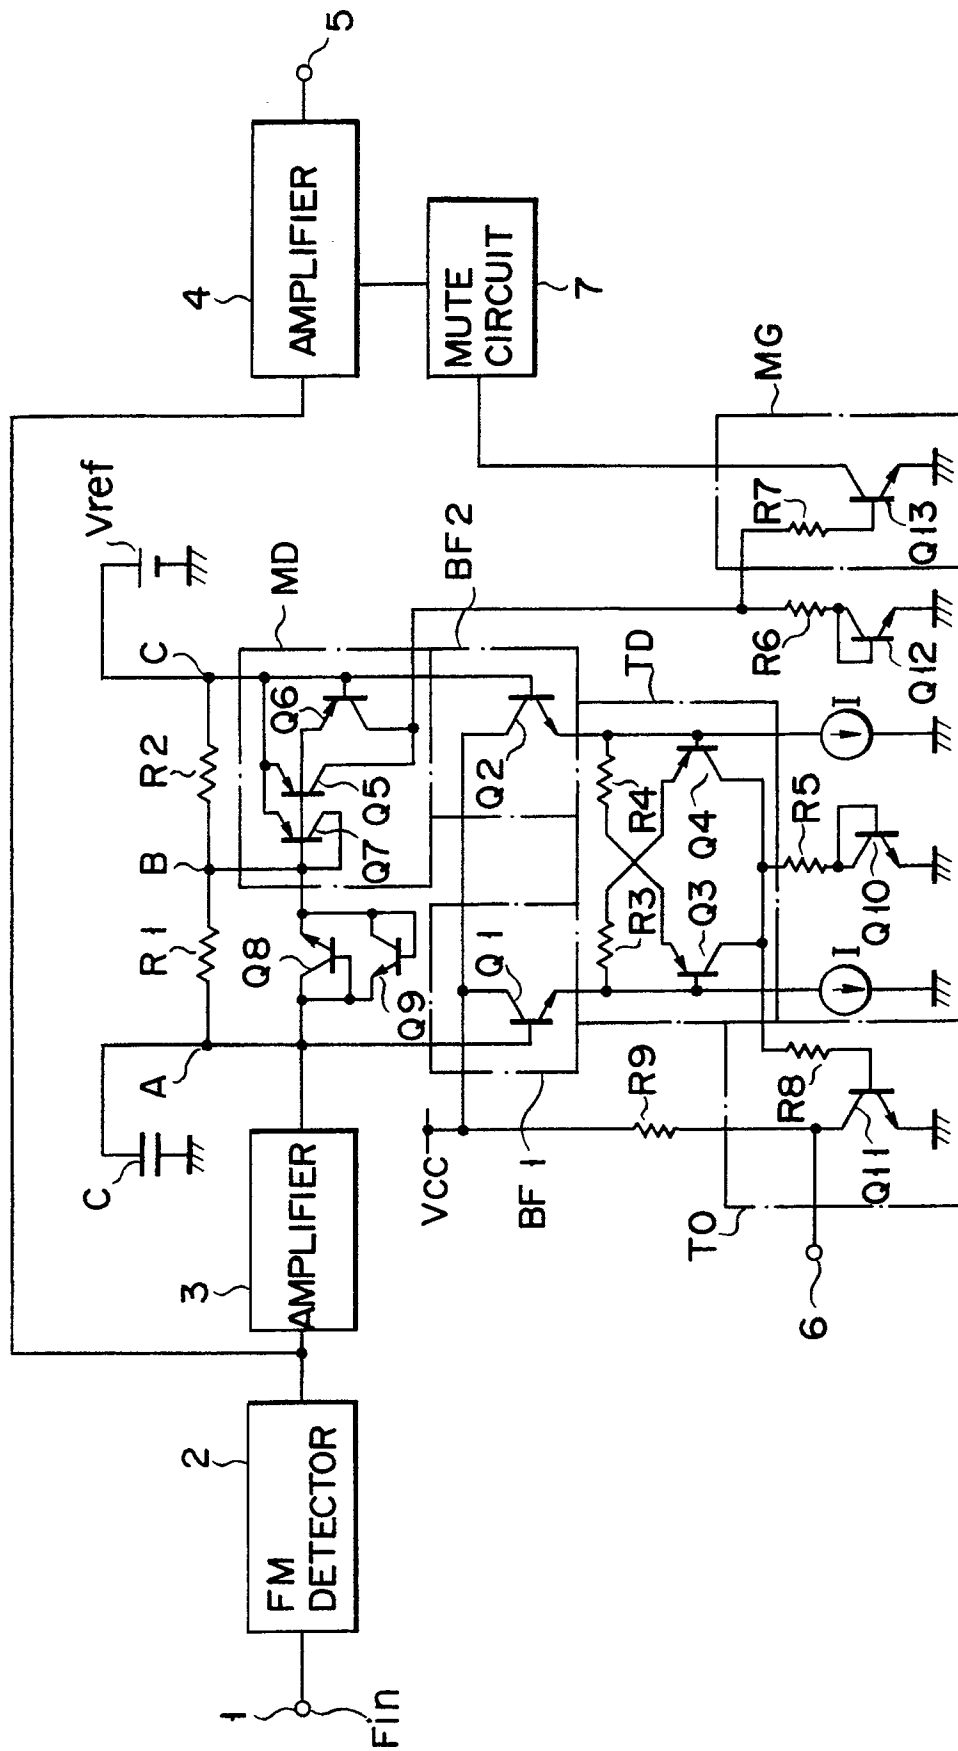 1
Fin
2
FM
DETECTOR
3
AMPLIFIER
4
AMPLIFIER
5
MUTE
CIRCUIT
7
C
A
R1
B
R2
C
Vref
Q8
Q9
MD
Q7
Q5
Q6
BF2
VCC
BF1
Q1
Q2
TD
R9
R3
R4
Q3
Q4
6
TO
R8
Q11
I
R5
Q10
I
R6
Q12
R7
Q13
MG